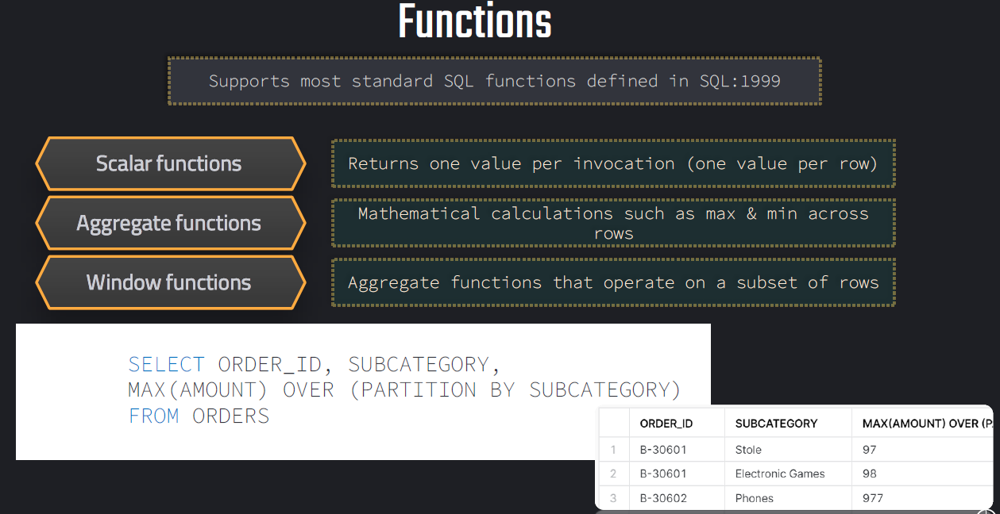 Functions
Supports most standard SQL functions defined in SQL:1999
Scalar functions
Returns one value per invocation (one value per row)
Aggregate functions
Mathematical calculations such as max & min across
rows
Window functions
Aggregate functions that operate on a subset of rows
SELECT ORDER_ID, SUBCATEGORY,
MAX(AMOUNT) OVER (PARTITION BY SUBCATEGORY)
FROM ORDERS
ORDER_ID SUBCATEGORY MAX(AMOUNT) OVER (PA
1 B-30601 Stole 97
2 B-30601 Electronic Games 98
3 B-30602 Phones 977